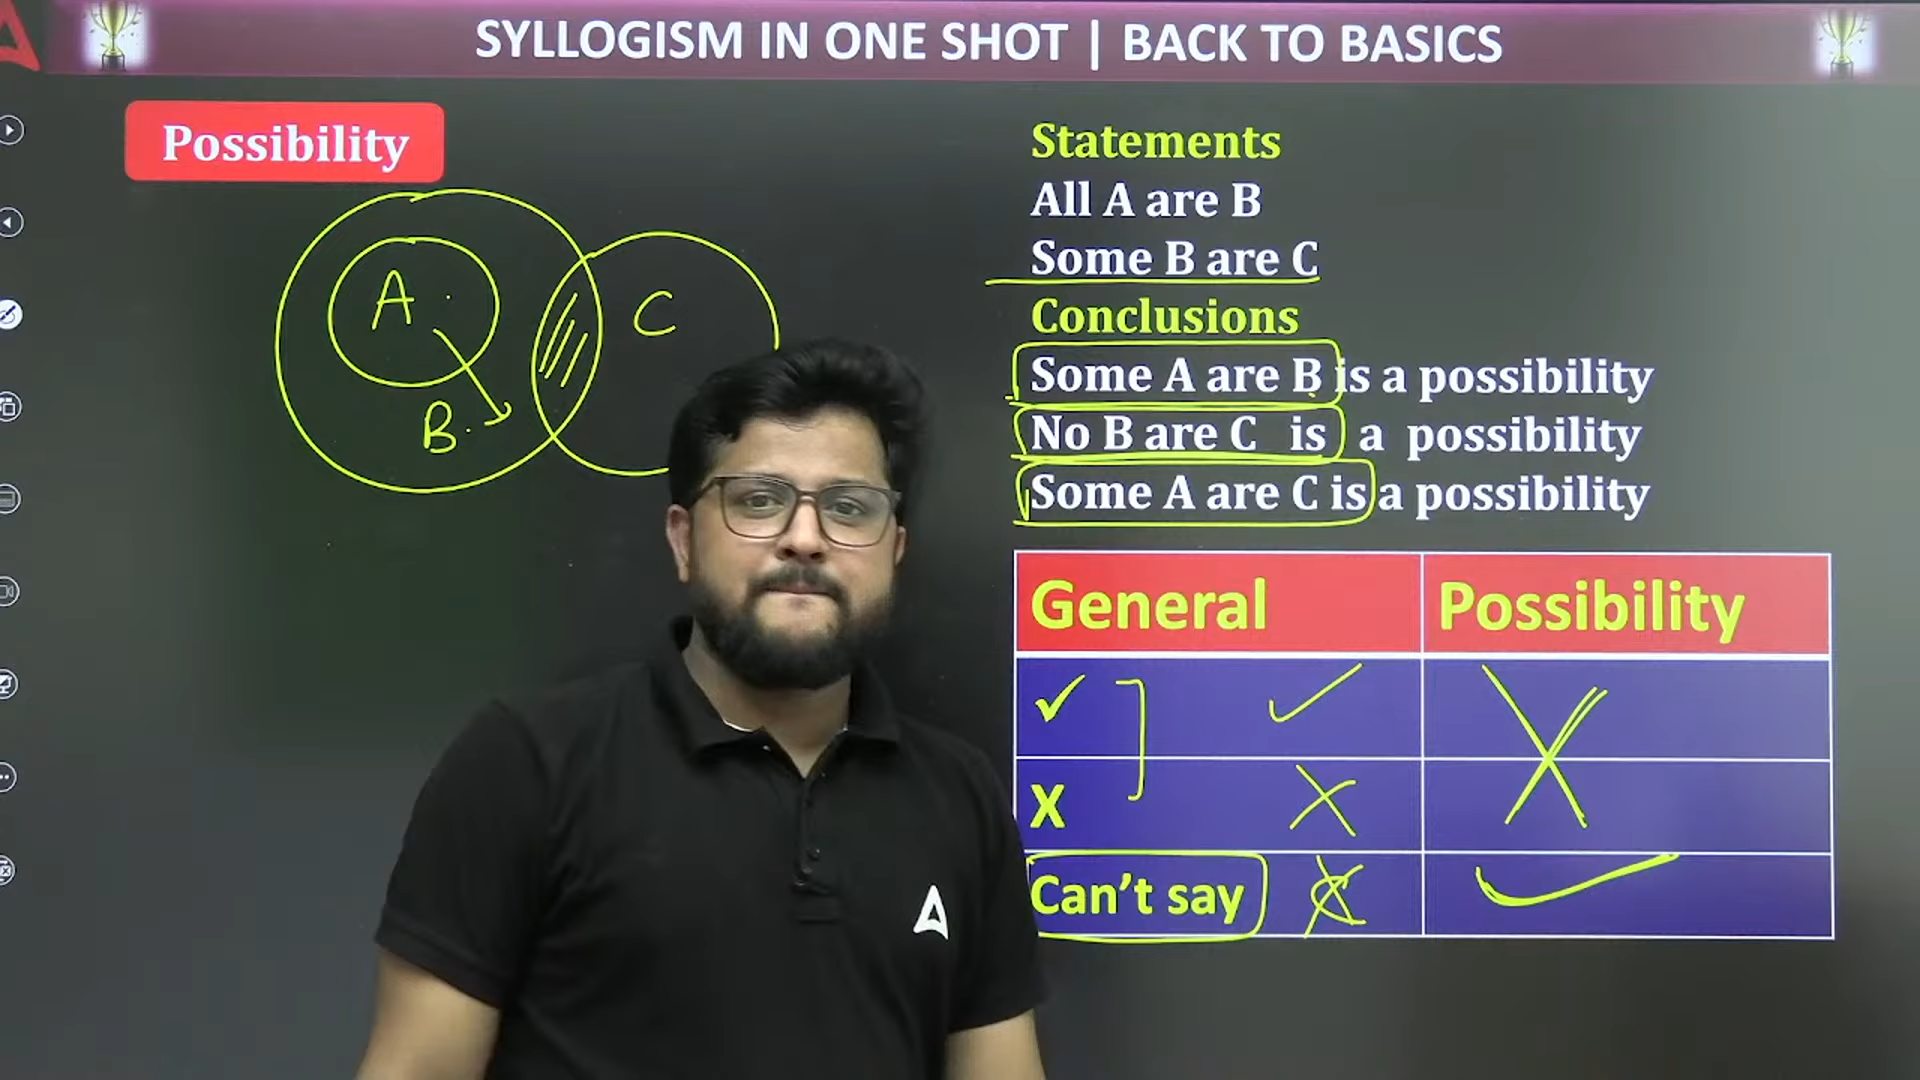 SYLLOGISM IN ONE SHOT | BACK TO BASICS
Possibility
A
B
C
Statements
All A are B
Some B are C
Conclusions
Some A are B is a possibility
No B are C is a possibility
Some A are C is a possibility
General Possibility
✓ ✓
X X X
Can't say ✓